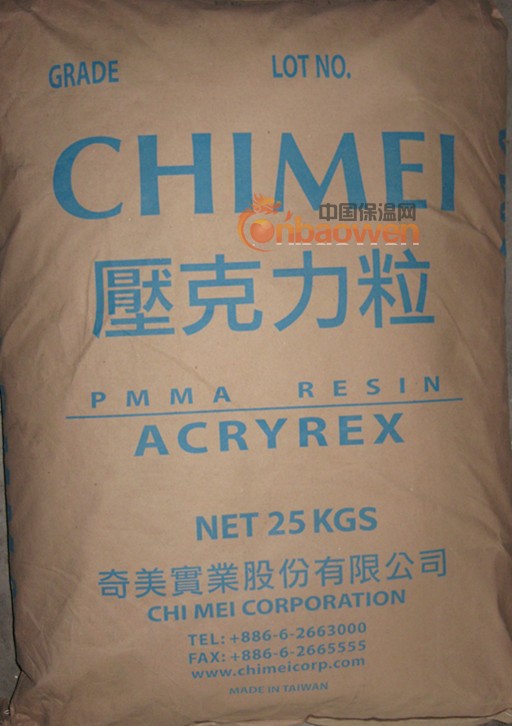 GRADE LOT NO.
CHIMEI
中国保温网
cnbaowen
壓克力粒
PMMA RESIN
ACRYREX
NET 25 KGS
奇美實業股份有限公司
CHI MEI CORPORATION
TEL: +886-6-2663000
FAX: +886-6-2665555
www.chimeicorp.com
MADE IN TAIWAN